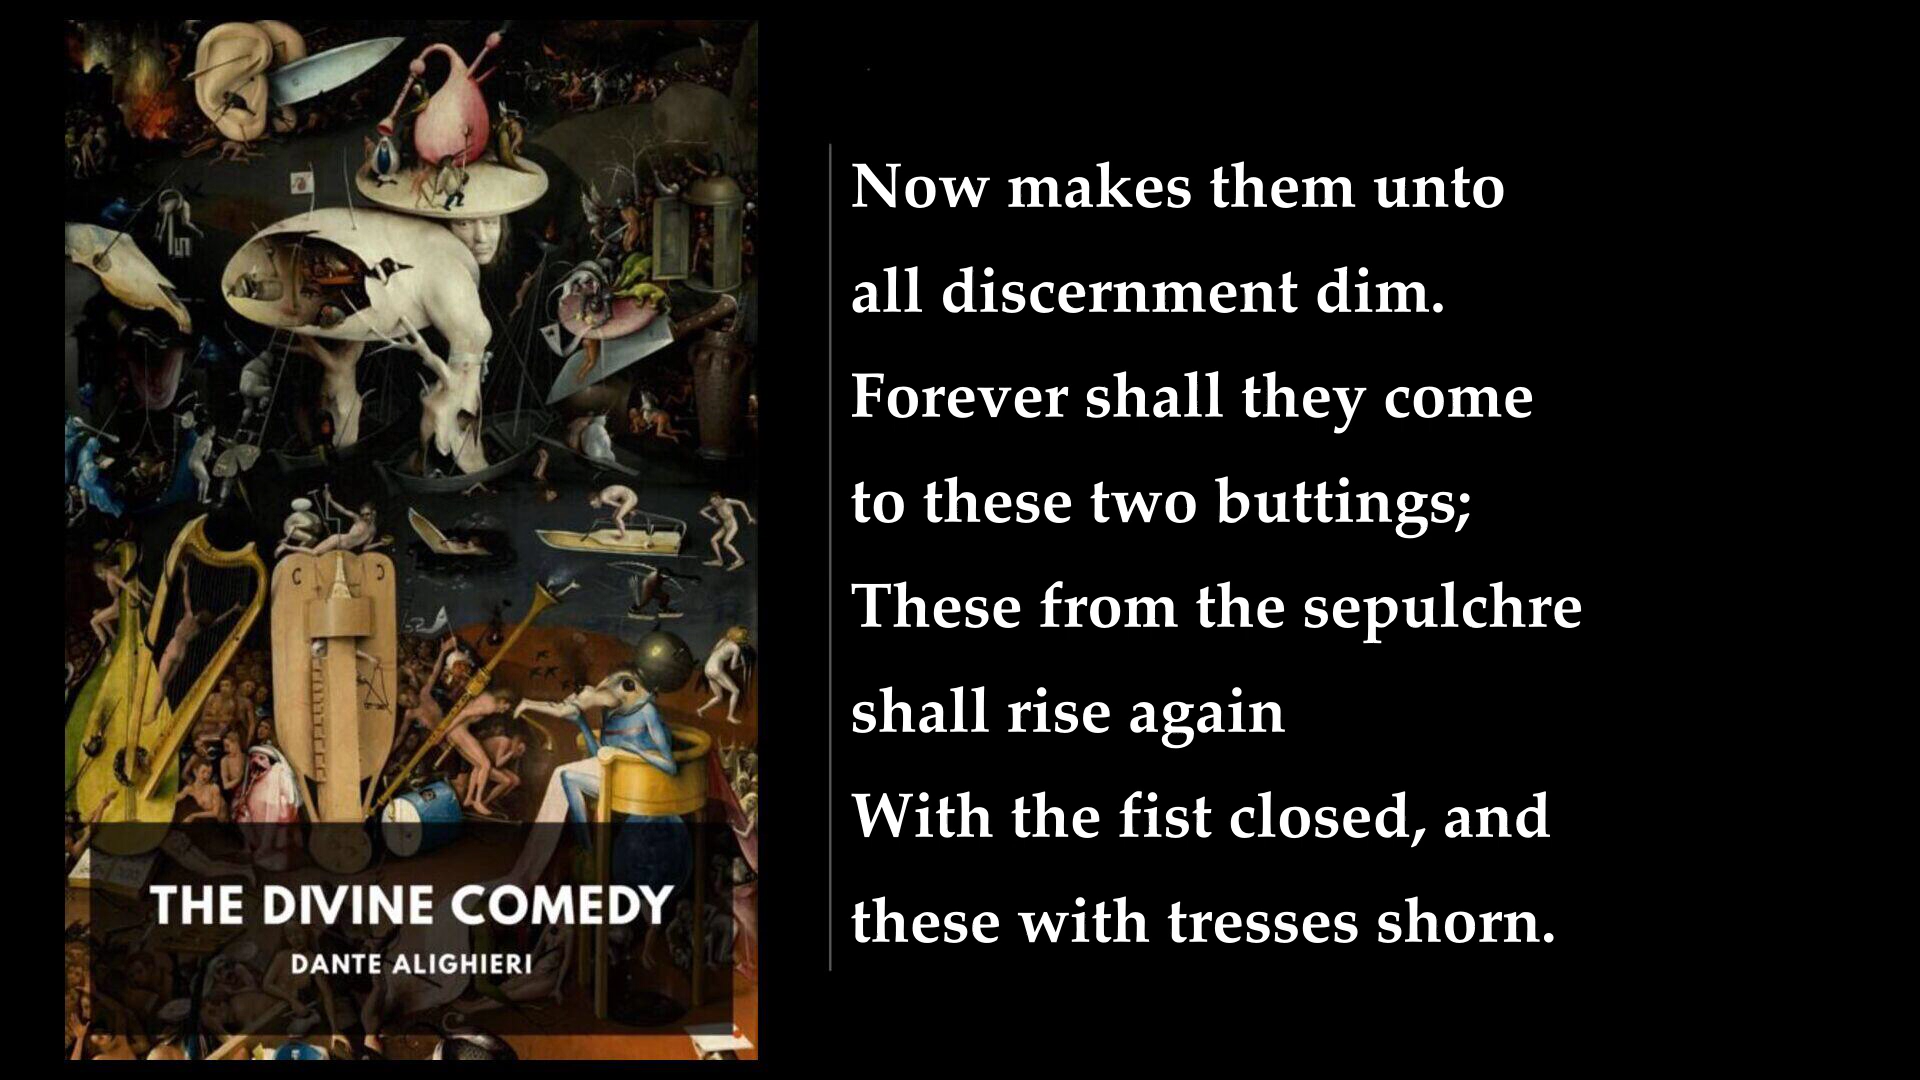 Now makes them unto
all discernment dim.
Forever shall they come
to these two buttings;
These from the sepulchre
shall rise again
With the fist closed, and
these with tresses shorn.
THE DIVINE COMEDY
DANTE ALIGHIERI